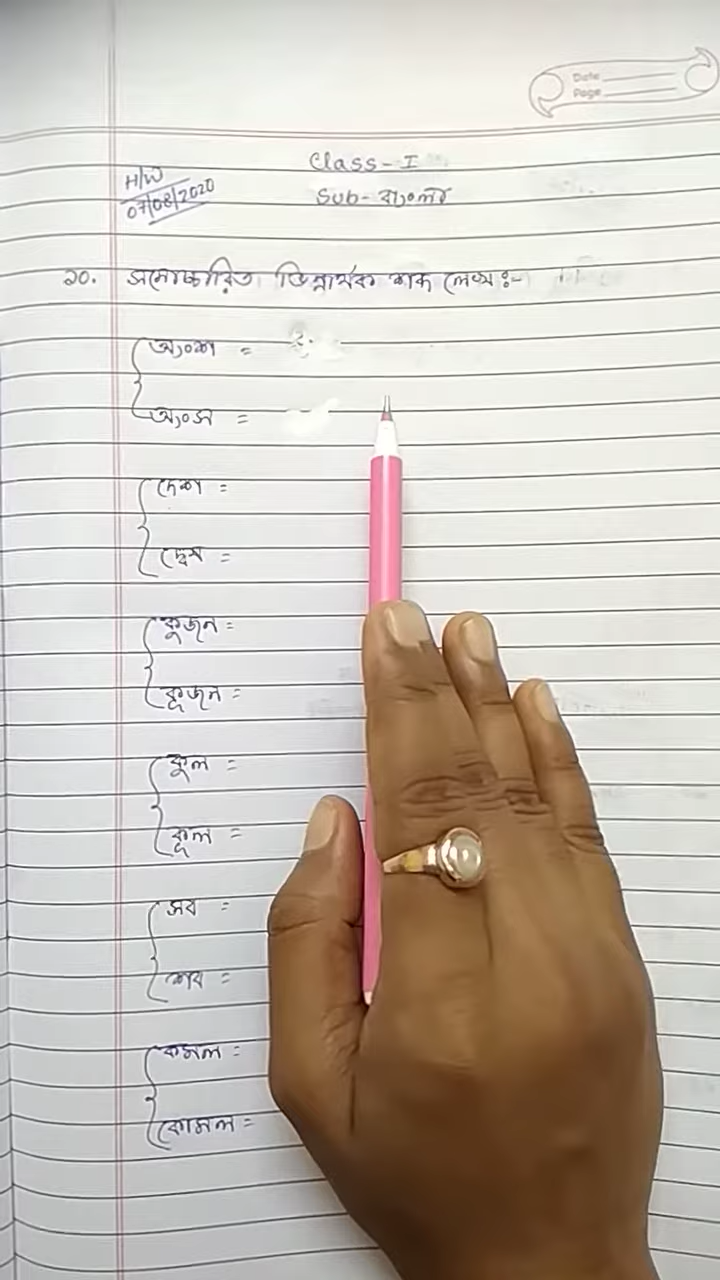 Date
Page
Class - I
H/W
Sub - বাংলা
07/08/2020
১০. সমোচ্চারিত ভিন্নার্থক শব্দ লেখ :-
অংশ =
অংস =
দেশ =
দ্বেষ =
কুজন =
কূজন =
কুল =
কূল =
সব =
শব =
কমল =
কোমল =